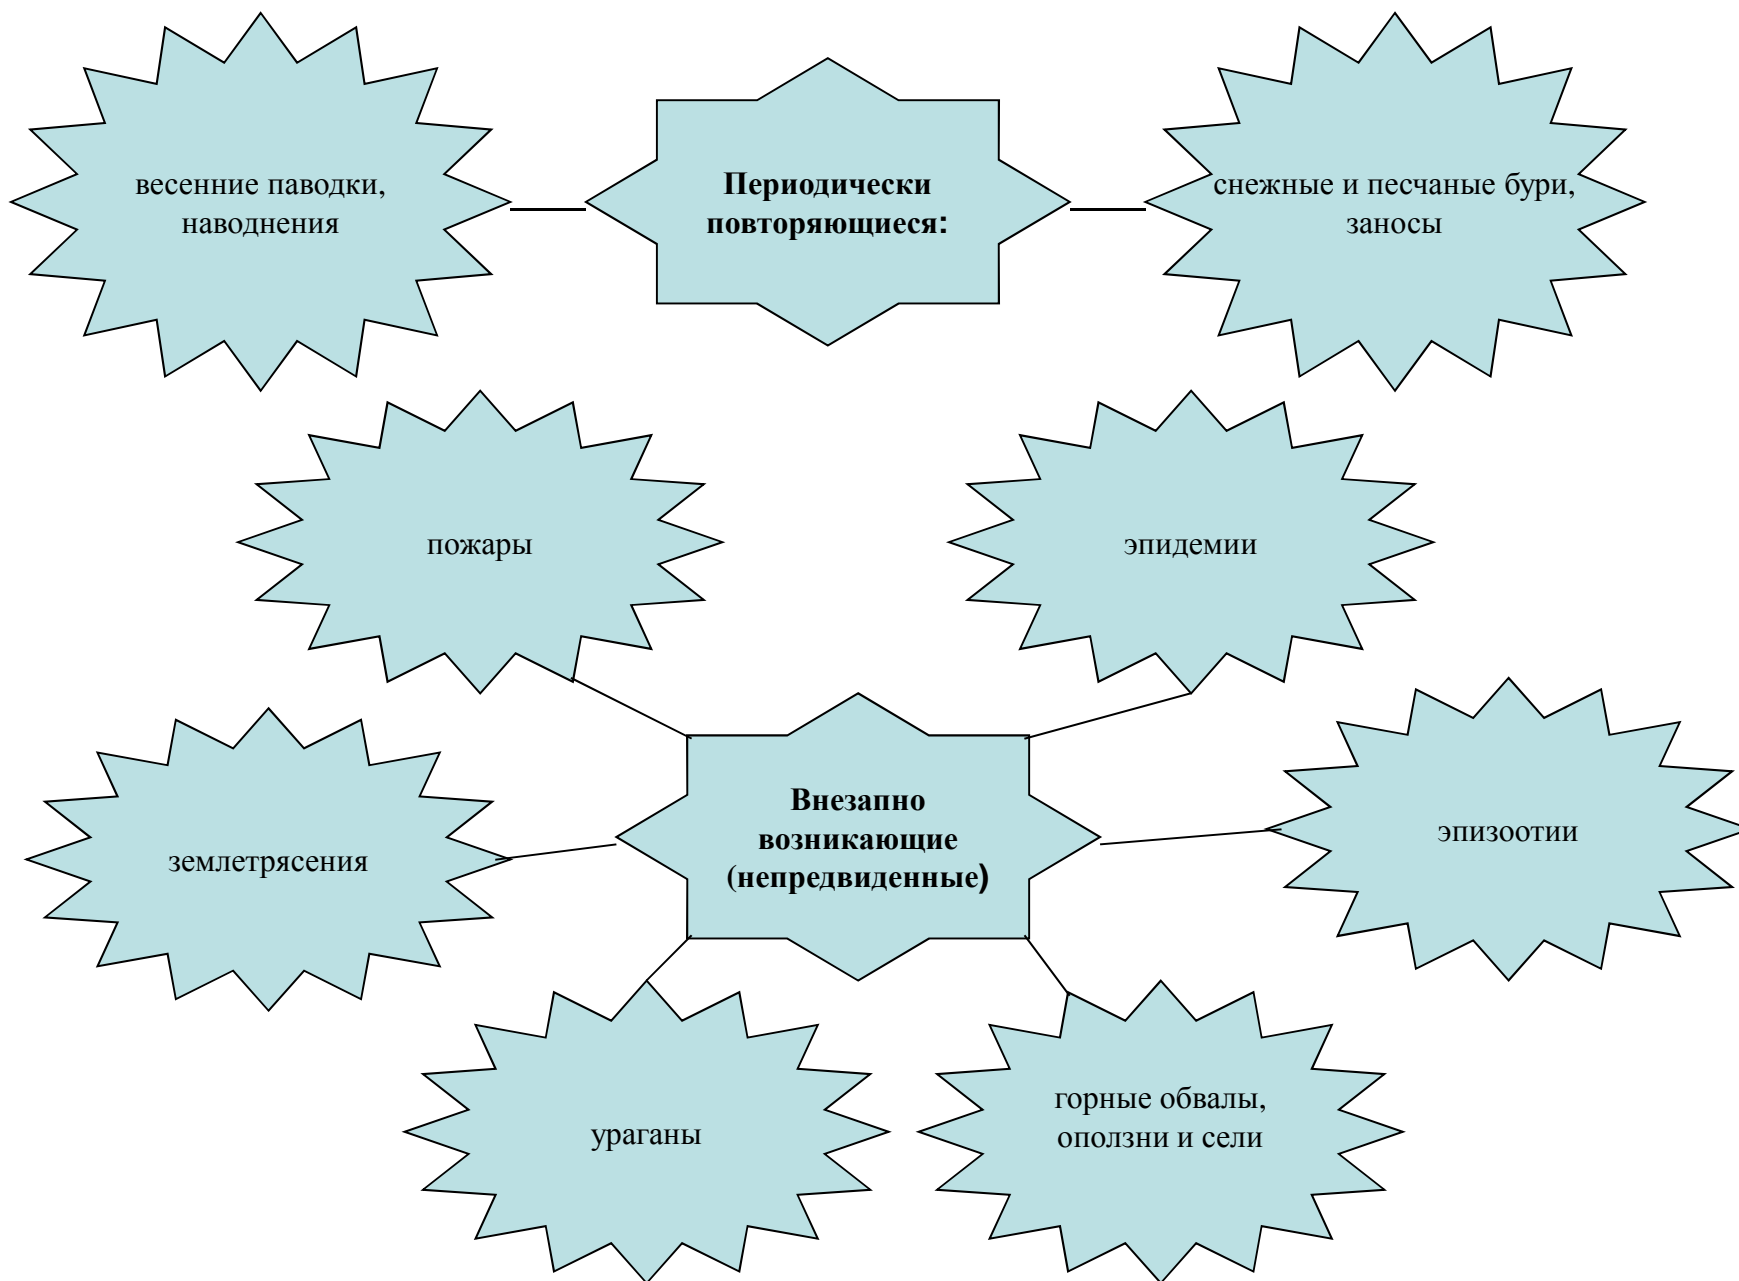 весенние паводки,
наводнения
Периодически
повторяющиеся:
снежные и песчаные бури,
заносы
пожары
эпидемии
землетрясения
Внезапно
возникающие
(непредвиденные)
эпизоотии
ураганы
горные обвалы,
оползни и сели